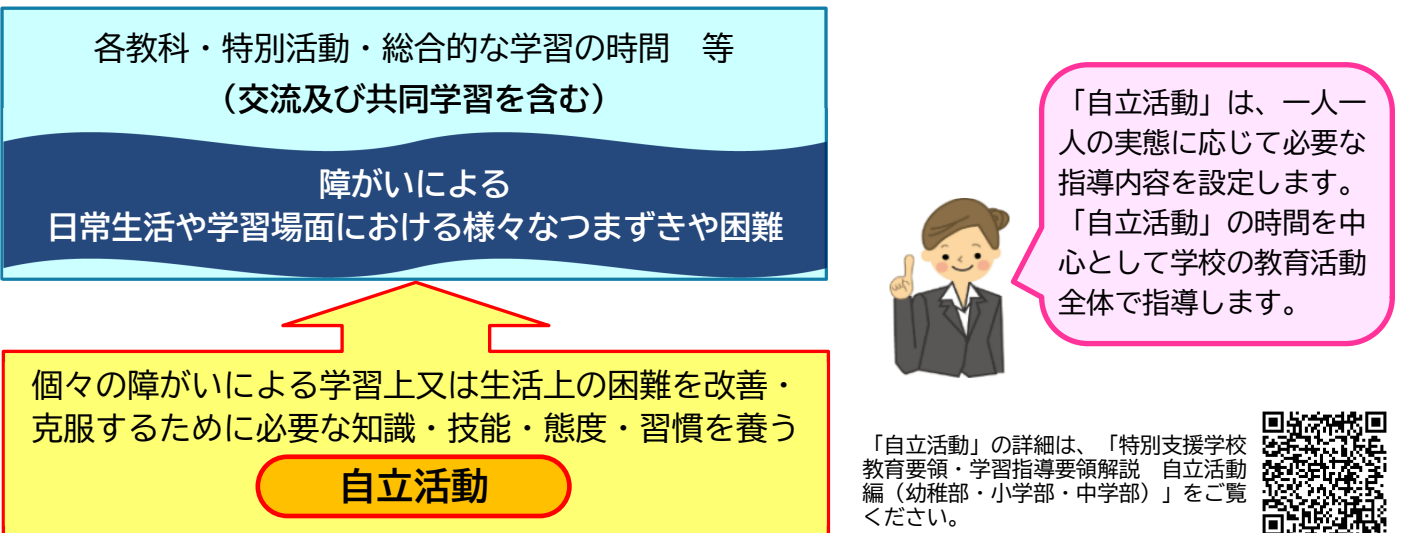 各教科・特別活動・総合的な学習の時間　等
（交流及び共同学習を含む）
障がいによる
日常生活や学習場面における様々なつまずきや困難
個々の障がいによる学習上又は生活上の困難を改善・
克服するために必要な知識・技能・態度・習慣を養う
自立活動
「自立活動」は、一人一
人の実態に応じて必要な
指導内容を設定します。
「自立活動」の時間を中
心として学校の教育活動
全体で指導します。
「自立活動」の詳細は、「特別支援学校
教育要領・学習指導要領解説　自立活動
編（幼稚部・小学部・中学部）」をご覧
ください。